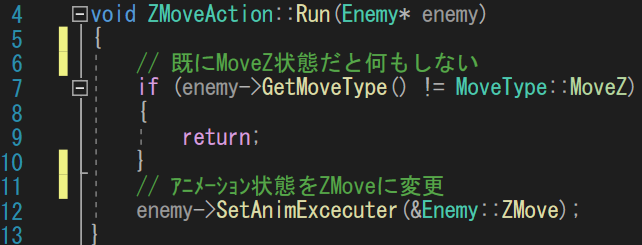 4 void ZMoveAction::Run(Enemy* enemy)
5 {
6 // 既にMoveZ状態だと何もしない
7 if (enemy->GetMoveType() != MoveType::MoveZ)
8 {
9 return;
10 }
11 // ｱﾆﾒｰｼｮﾝ状態をZMoveに変更
12 enemy->SetAnimExcecuter(&Enemy::ZMove);
13 }